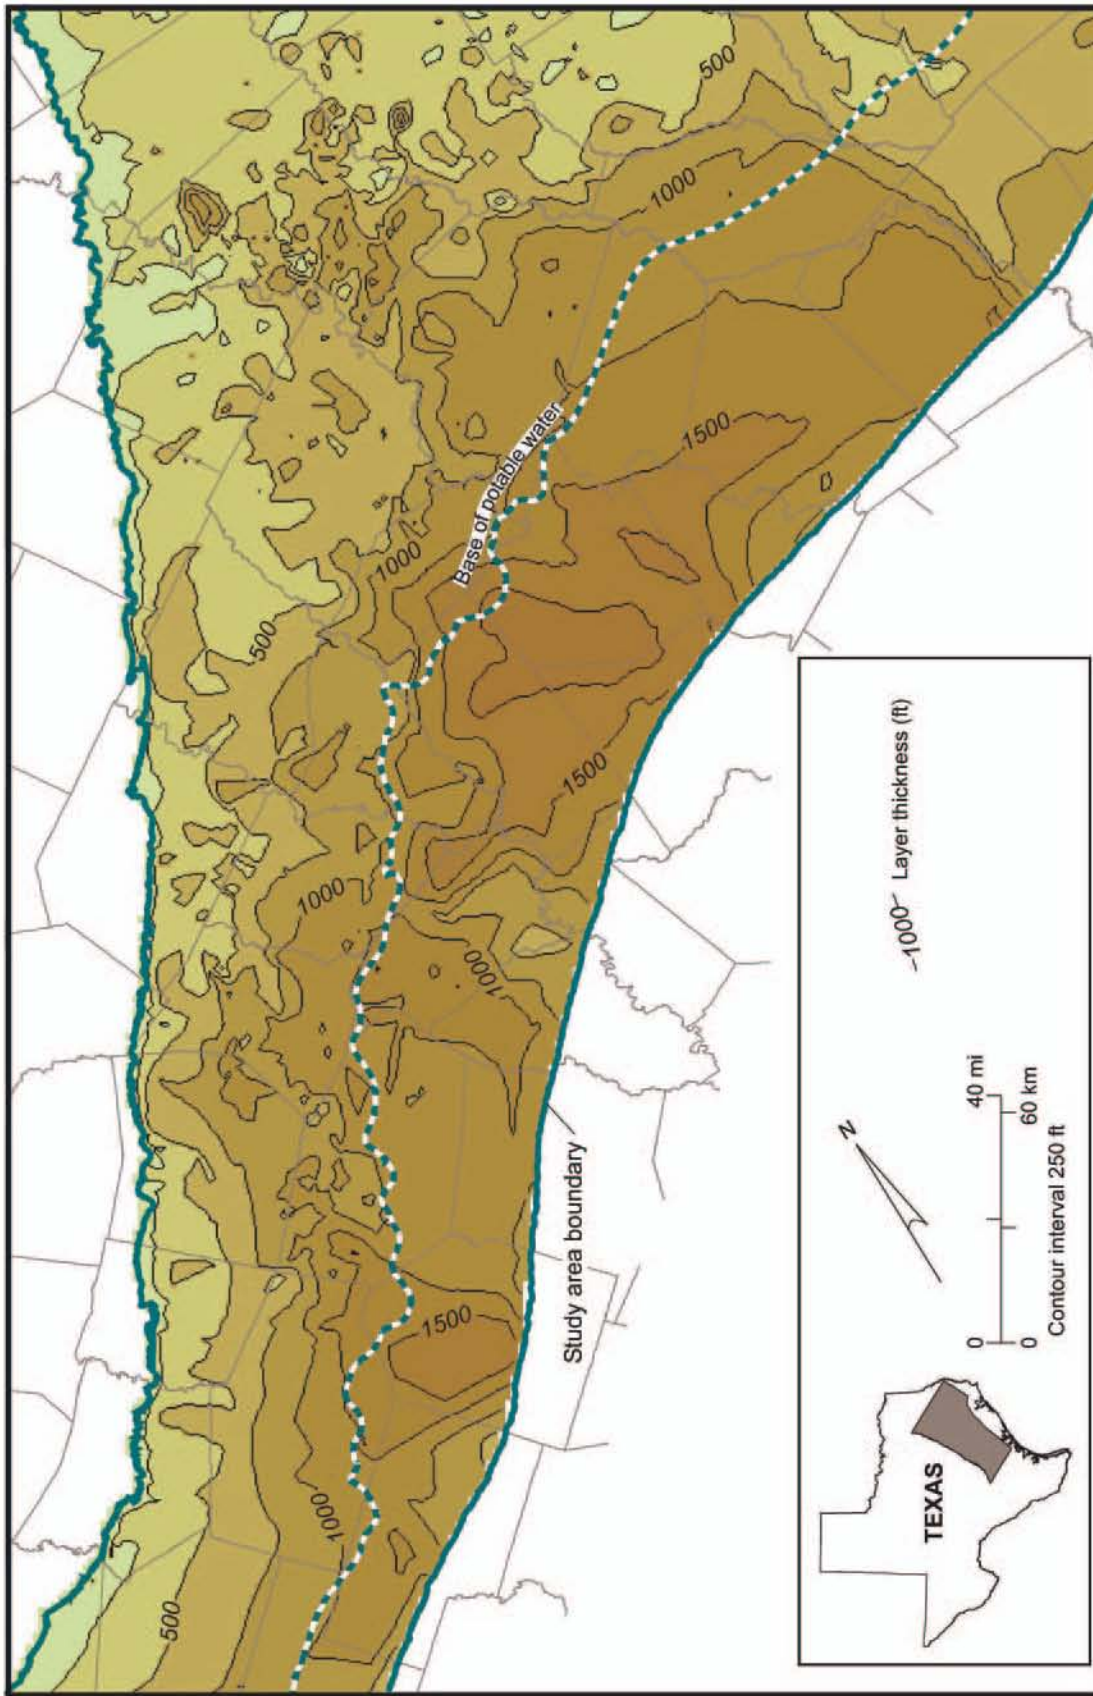 500
1000
1500
Base of potable water
1000
500
1500
1000
1000
1500
1000
500
Study area boundary
1000 Layer thickness (ft)
N
0 40 mi
0 60 km
Contour interval 250 ft
TEXAS